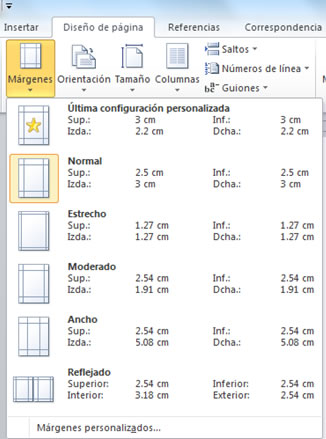 Insertar Diseño de página Referencias Correspondencia
Márgenes Orientación Tamaño Columnas
Saltos
Números de línea
Guiones
Última configuración personalizada
Sup.: 3 cm Inf.: 3 cm
Izda.: 2.2 cm Dcha.: 2.2 cm
Normal
Sup.: 2.5 cm Inf.: 2.5 cm
Izda.: 3 cm Dcha.: 3 cm
Estrecho
Sup.: 1.27 cm Inf.: 1.27 cm
Izda.: 1.27 cm Dcha.: 1.27 cm
Moderado
Sup.: 2.54 cm Inf.: 2.54 cm
Izda.: 1.91 cm Dcha.: 1.91 cm
Ancho
Sup.: 2.54 cm Inf.: 2.54 cm
Izda.: 5.08 cm Dcha.: 5.08 cm
Reflejado
Superior: 2.54 cm Inferior: 2.54 cm
Interior: 3.18 cm Exterior: 2.54 cm
Márgenes personalizados...